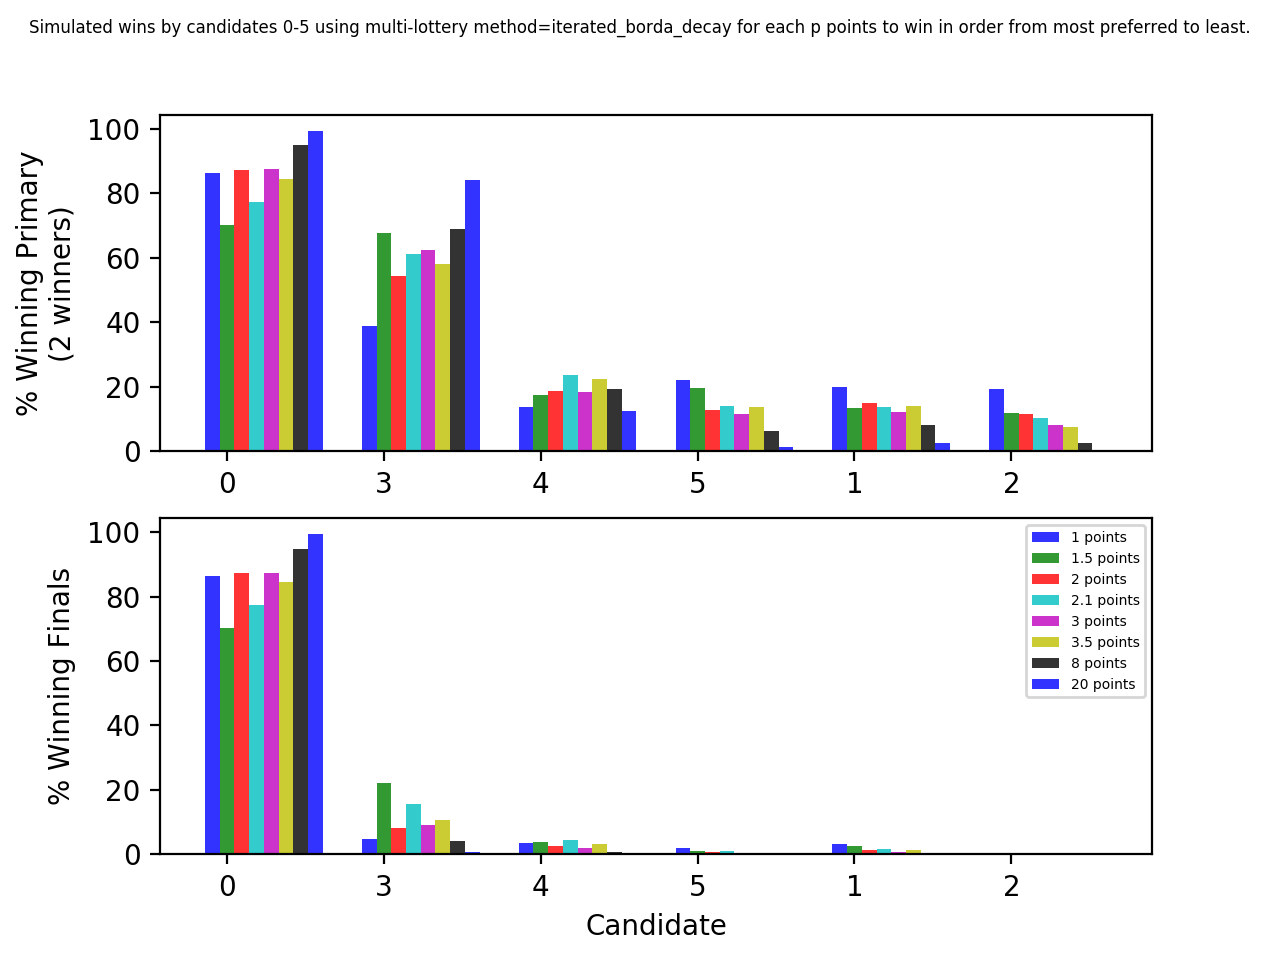 Simulated wins by candidates 0-5 using multi-lottery method=iterated_borda_decay for each p points to win in order from most preferred to least.
% Winning Primary
(2 winners)
100
80
60
40
20
0
0 3 4 5 1 2
% Winning Finals
100
80
60
40
20
0
1 points
1.5 points
2 points
2.1 points
3 points
3.5 points
8 points
20 points
0 3 4 5 1 2
Candidate